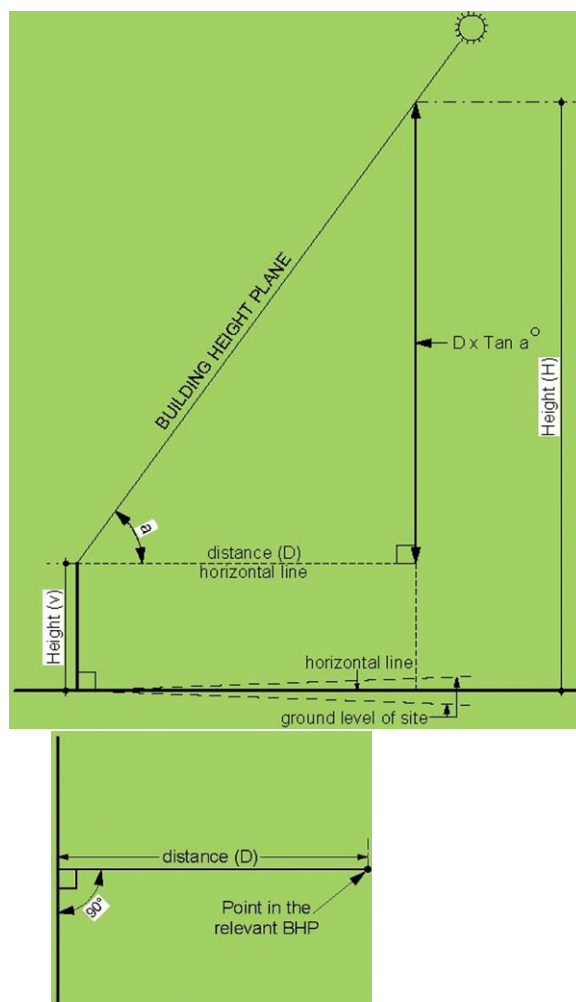 BUILDING HEIGHT PLANE
D x Tan a°
Height (H)
a
distance (D)
horizontal line
Height (v)
horizontal line
ground level of site
distance (D)
90°
Point in the
relevant BHP